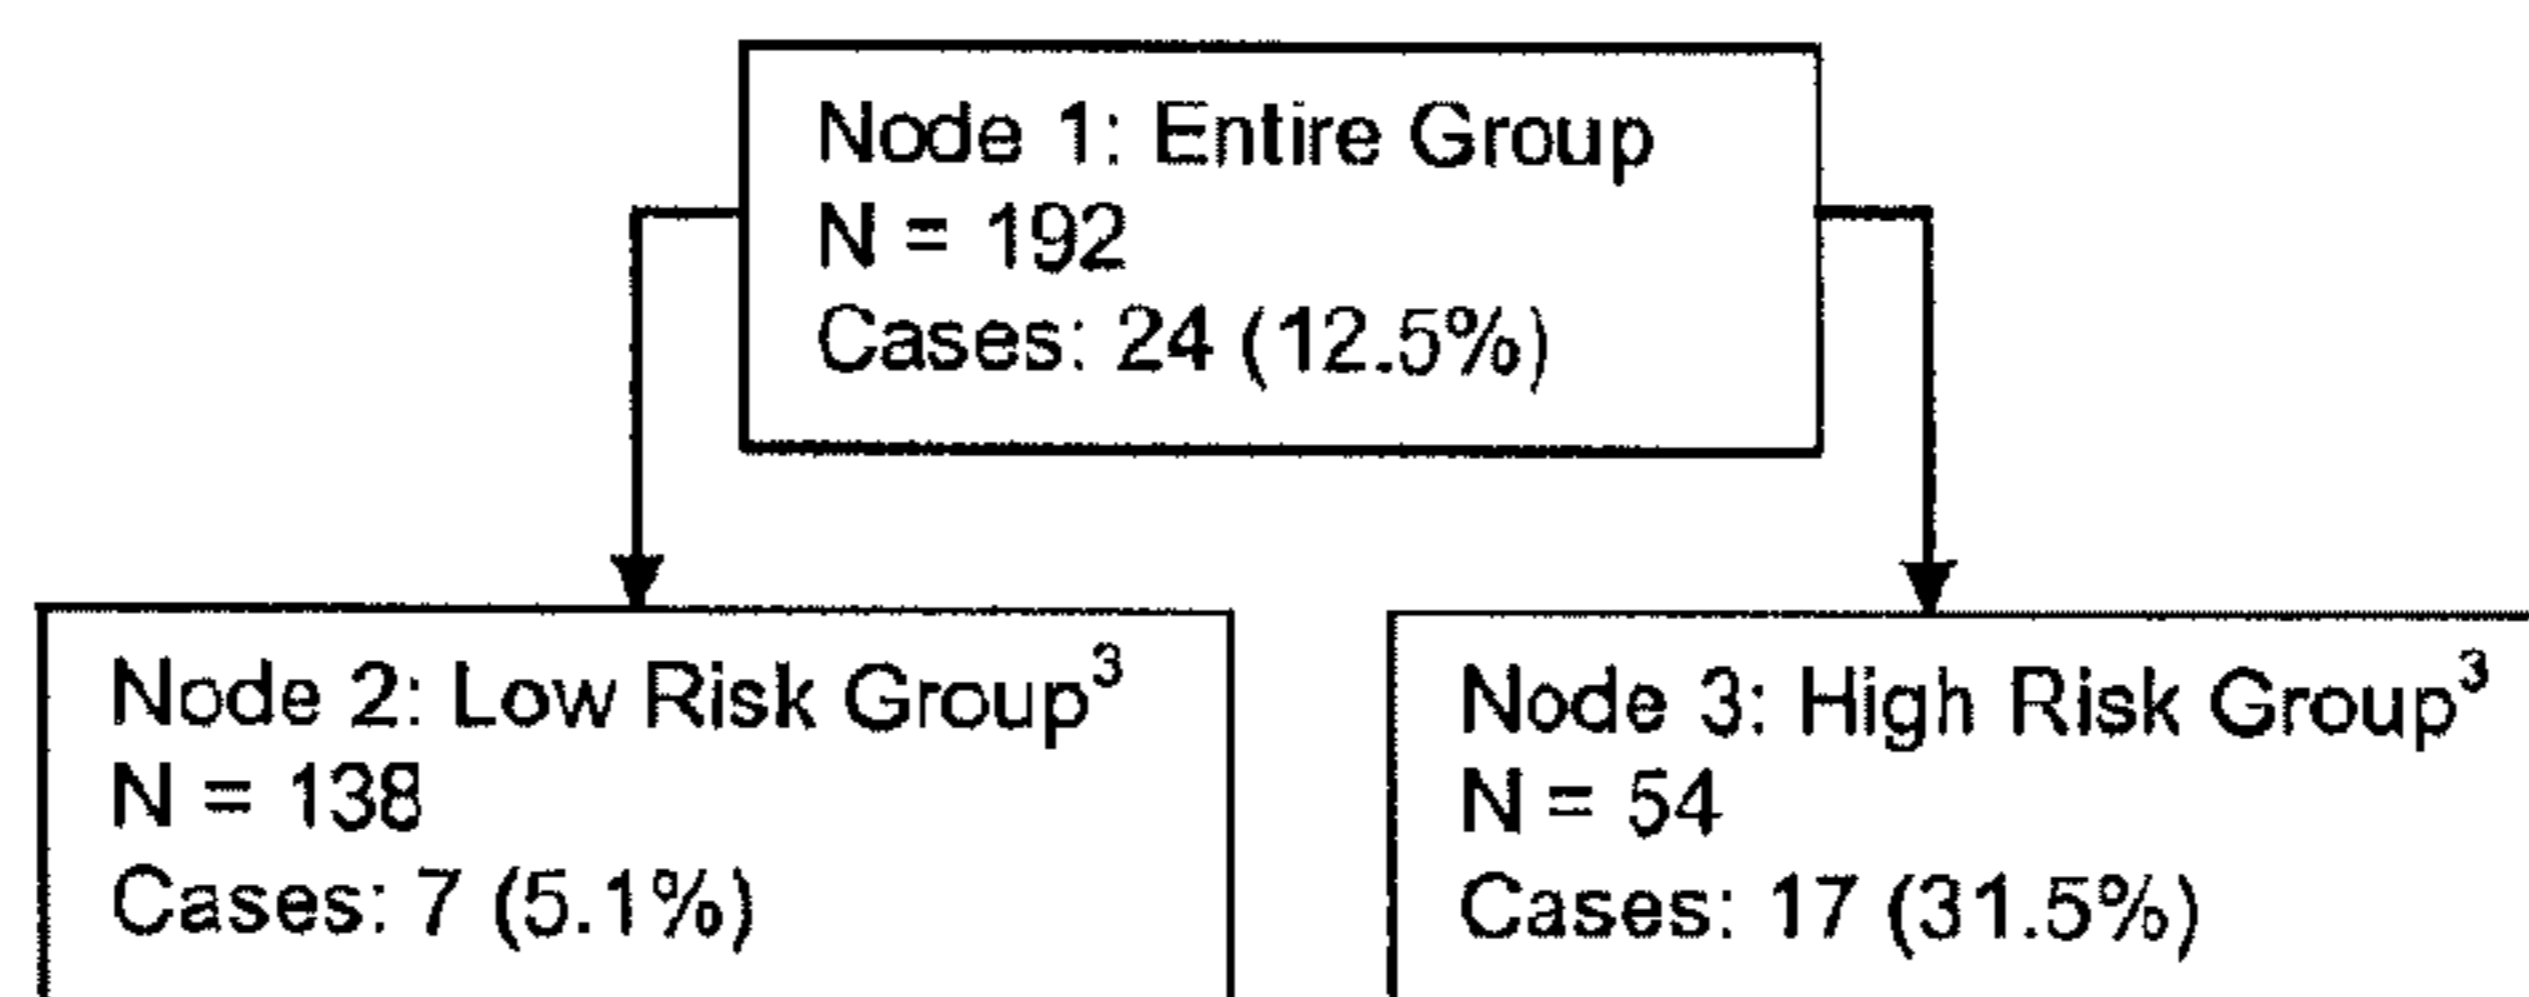 Node 1: Entire Group
N = 192
Cases: 24 (12.5%)
Node 2: Low Risk Group³
N = 138
Cases: 7 (5.1%)
Node 3: High Risk Group³
N = 54
Cases: 17 (31.5%)